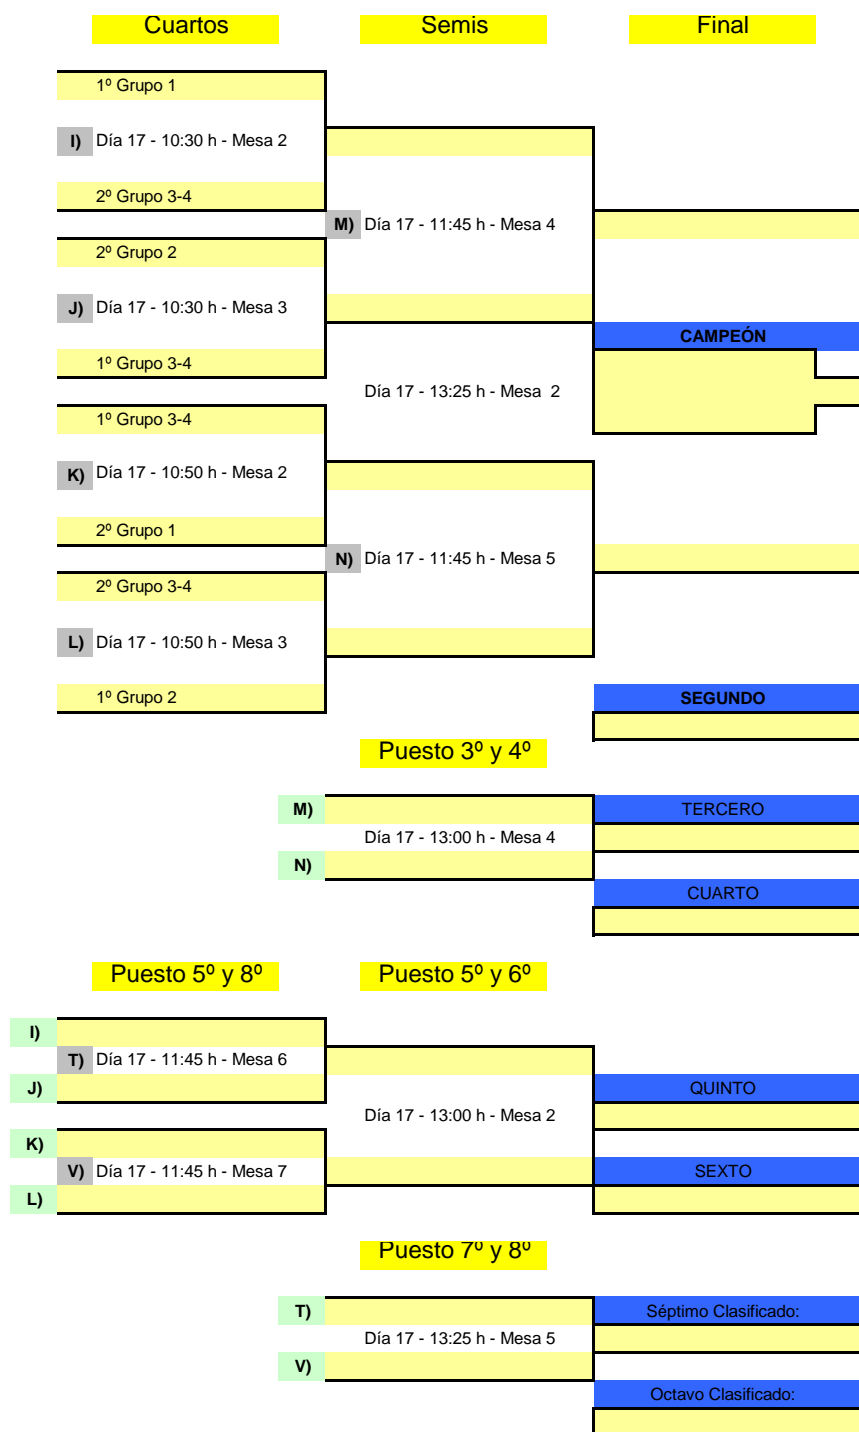 Cuartos Semis Final
1º Grupo 1
I) Día 17 - 10:30 h - Mesa 2
2º Grupo 3-4
M) Día 17 - 11:45 h - Mesa 4
2º Grupo 2
J) Día 17 - 10:30 h - Mesa 3
CAMPEÓN
1º Grupo 3-4
Día 17 - 13:25 h - Mesa 2
1º Grupo 3-4
K) Día 17 - 10:50 h - Mesa 2
2º Grupo 1
N) Día 17 - 11:45 h - Mesa 5
2º Grupo 3-4
L) Día 17 - 10:50 h - Mesa 3
1º Grupo 2 SEGUNDO
Puesto 3º y 4º
M) TERCERO
Día 17 - 13:00 h - Mesa 4
N)
CUARTO
Puesto 5º y 8º Puesto 5º y 6º
I)
T) Día 17 - 11:45 h - Mesa 6
J) QUINTO
Día 17 - 13:00 h - Mesa 2
K)
V) Día 17 - 11:45 h - Mesa 7 SEXTO
L)
Puesto 7º y 8º
T) Séptimo Clasificado:
Día 17 - 13:25 h - Mesa 5
V)
Octavo Clasificado: